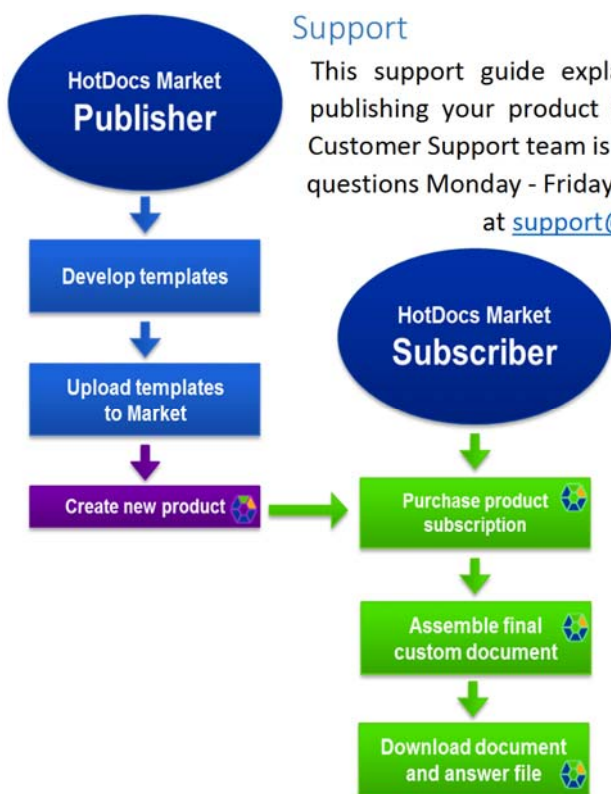 HotDocs Market
Publisher
Support
This support guide
publishing your product
Customer Support team is
questions Monday - Friday,
at support@
Develop templates
Upload templates
to Market
Create new product
HotDocs Market
Subscriber
Purchase product
subscription
Assemble final
custom document
Download document
and answer file